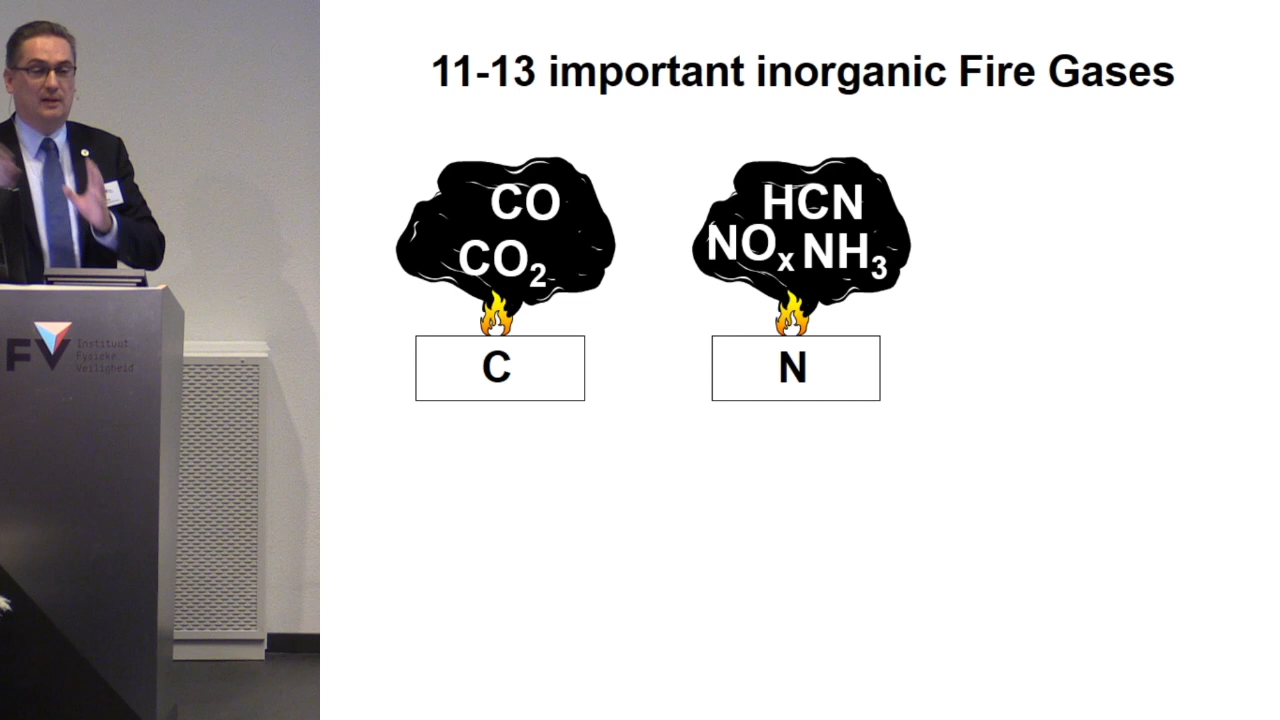 11-13 important inorganic Fire Gases
CO
CO₂
HCN
NOₓ NH₃
C
N
FV
Instituut
Fysieke
Veiligheid